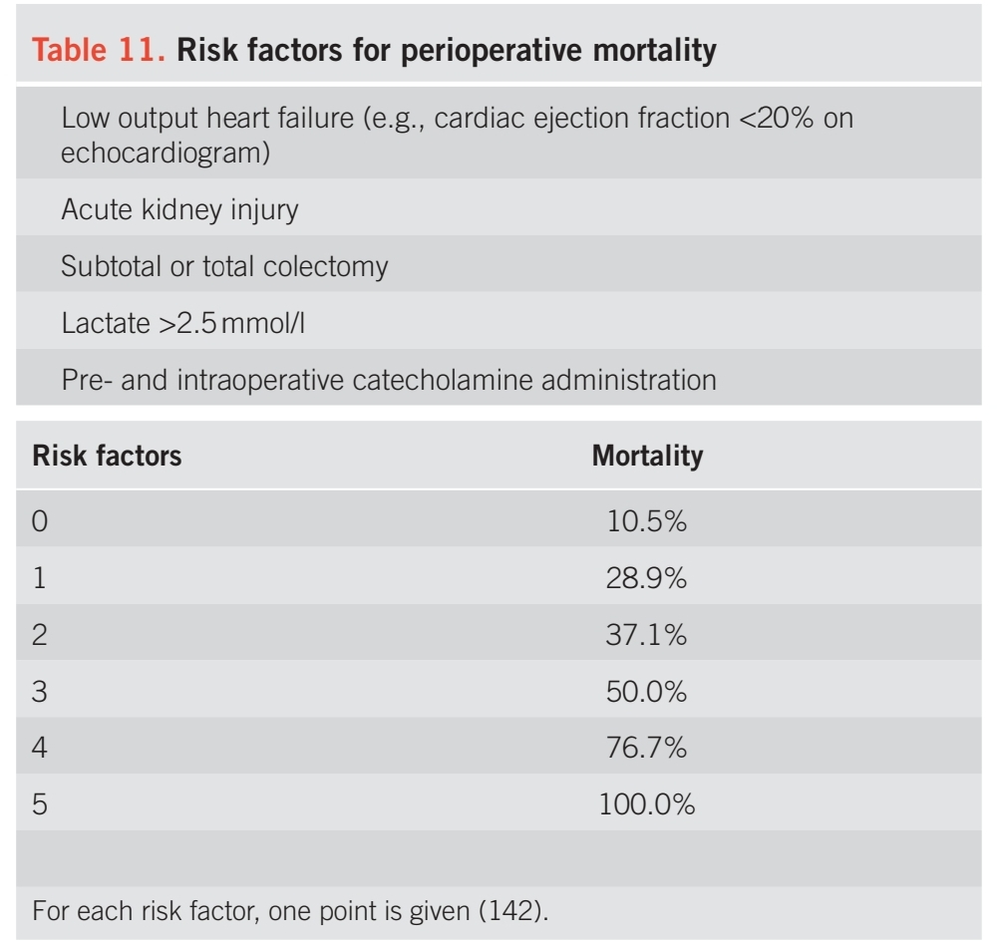 Table 11. Risk factors for perioperative mortality
Low output heart failure (e.g., cardiac ejection fraction <20% on
echocardiogram)
Acute kidney injury
Subtotal or total colectomy
Lactate >2.5 mmol/l
Pre- and intraoperative catecholamine administration
Risk factors Mortality
0 10.5%
1 28.9%
2 37.1%
3 50.0%
4 76.7%
5 100.0%
For each risk factor, one point is given (142).